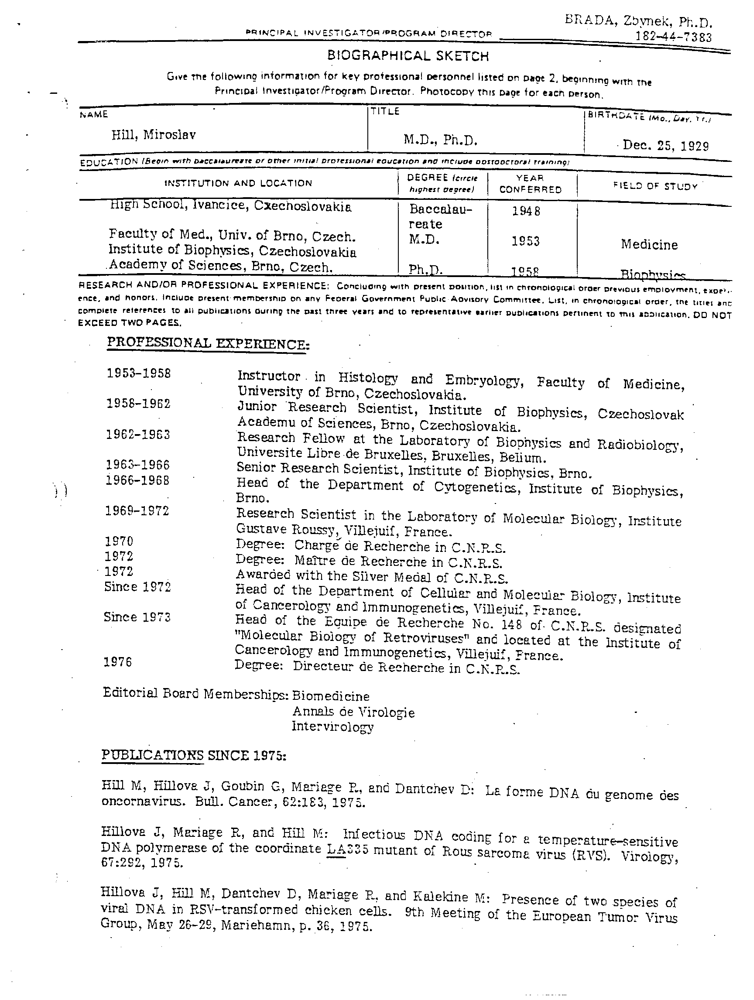 BRADA, Zbynek, Ph.D.
PRINCIPAL INVESTIGATOR/PROGRAM DIRECTOR 182-44-7383
BIOGRAPHICAL SKETCH
Give the following information for key professional personnel listed on page 2, beginning with the
Principal Investigator/Program Director. Photocopy this page for each person.
NAME TITLE BIRTHDATE (Mo., Day, Yr.)
Hill, Miroslav M.D., Ph.D. Dec. 25, 1929
EDUCATION (Begin with baccalaureate or other initial professional education and include postdoctoral training)
INSTITUTION AND LOCATION DEGREE (circle highest degree) YEAR CONFERRED FIELD OF STUDY
High School, Ivancice, Cxechoslovakia Baccalau- 1948
reate
Faculty of Med., Univ. of Brno, Czech. M.D. 1953 Medicine
Institute of Biophysics, Czechoslovakia
Academy of Sciences, Brno, Czech. Ph.D. 1958 Biophysics
RESEARCH AND/OR PROFESSIONAL EXPERIENCE: Concluding with present position, list in chronological order previous employment, experi-
ence, and honors. Include present membership on any Federal Government Public Advisory Committee. List, in chronological order, the titles and
complete references to all publications during the past three years and to representative earlier publications pertinent to this application. DO NOT
EXCEED TWO PAGES.
PROFESSIONAL EXPERIENCE:
1953-1958 Instructor in Histology and Embryology, Faculty of Medicine,
University of Brno, Czechoslovakia.
1958-1962 Junior Research Scientist, Institute of Biophysics, Czechoslovak
Academu of Sciences, Brno, Czechoslovakia.
1962-1963 Research Fellow at the Laboratory of Biophysics and Radiobiology,
Universite Libre de Bruxelles, Bruxelles, Belium.
1963-1966 Senior Research Scientist, Institute of Biophysics, Brno.
1966-1968 Head of the Department of Cytogenetics, Institute of Biophysics,
Brno.
1969-1972 Research Scientist in the Laboratory of Molecular Biology, Institute
Gustave Roussy, Villejuif, France.
1970 Degree: Chargé de Recherche in C.N.R.S.
1972 Degree: Maître de Recherche in C.N.R.S.
1972 Awarded with the Silver Medal of C.N.R.S.
Since 1972 Head of the Department of Cellular and Molecular Biology, Institute
of Cancerology and Immunogenetics, Villejuif, France.
Since 1973 Head of the Equipe de Recherche No. 148 of C.N.R.S. designated
"Molecular Biology of Retroviruses" and located at the Institute of
Cancerology and Immunogenetics, Villejuif, France.
1976 Degree: Directeur de Recherche in C.N.R.S.
Editorial Board Memberships: Biomedicine
Annals de Virologie
Intervirology
PUBLICATIONS SINCE 1975:
Hill M, Hillova J, Goubin G, Mariage R, and Dantchev D: La forme DNA du genome des
oncornavirus. Bull. Cancer, 62:183, 1975.
Hillova J, Mariage R, and Hill M: Infectious DNA coding for a temperature-sensitive
DNA polymerase of the coordinate LA335 mutant of Rous sarcoma virus (RVS). Virology,
67:292, 1975.
Hillova J, Hill M, Dantchev D, Mariage R, and Kalekine M: Presence of two species of
viral DNA in RSV-transformed chicken cells. 9th Meeting of the European Tumor Virus
Group, May 26-29, Mariehamn, p. 36, 1975.